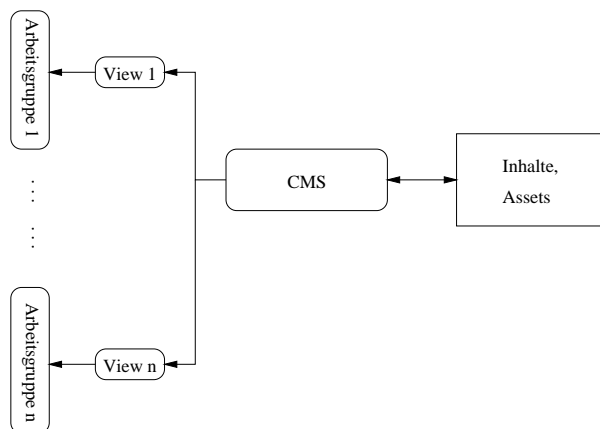 Arbeitsgruppe 1
View 1
CMS
Inhalte,
Assets
. . .
. . .
Arbeitsgruppe n
View n